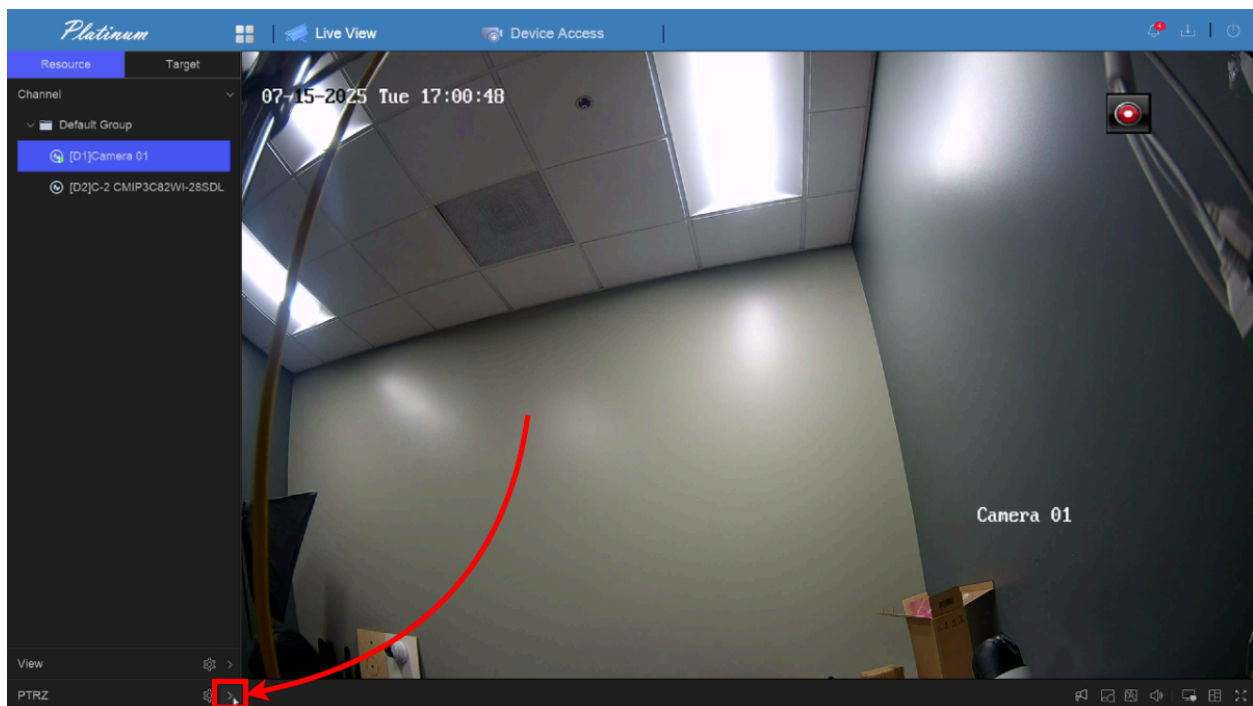 Platinum
Live View
Device Access
Resource
Target
Channel
Default Group
[D1]Camera 01
[D2]C-2 CMIP3C82WI-28SDL
07-15-2025 Tue 17:00:48
Camera 01
View
PTRZ